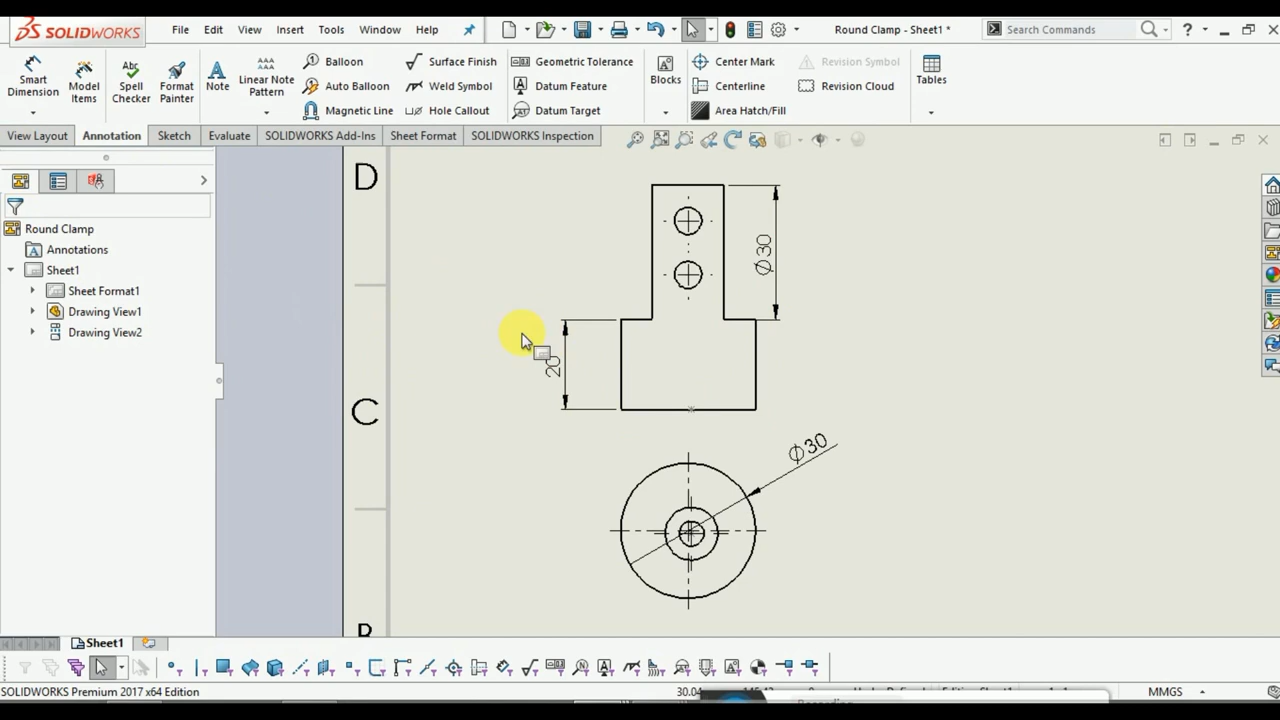 SOLIDWORKS File Edit View Insert Tools Window Help Round Clamp - Sheet1 * Search Commands ?
Smart Dimension
Model Items
Spell Checker
Format Painter
Note
Linear Note Pattern
Balloon
Auto Balloon
Magnetic Line
Surface Finish
Weld Symbol
Hole Callout
Geometric Tolerance
Datum Feature
Datum Target
Blocks
Center Mark
Centerline
Area Hatch/Fill
Revision Symbol
Revision Cloud
Tables
View Layout Annotation Sketch Evaluate SOLIDWORKS Add-Ins Sheet Format SOLIDWORKS Inspection
Round Clamp
Annotations
Sheet1
Sheet Format1
Drawing View1
Drawing View2
D
Ø30
20
C
Ø30
B
Sheet1
SOLIDWORKS Premium 2017 x64 Edition
30.04
MMGS